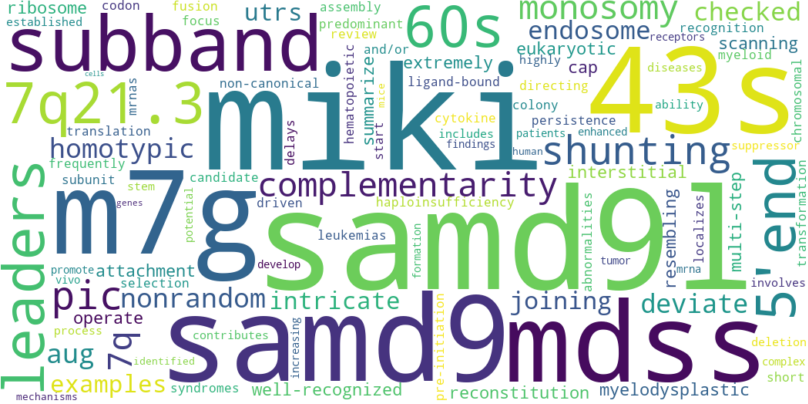 ribosome codon fusion assembly
established predominant
utrs review
subband 60s monosomy checked
and/or endosome receptors recognition
extremely eukaryotic highly scanning
cells non-canonical ligand-bound cap myeloid
7q21.3 mrnas miki directing diseases 43s
hematopoietic summarize cytokine colony ability chromosomal
translation delays start mice includes persistence enhanced
homotypic patients shunting suppressor
frequently findings human
subunit candidate complementarity interstitial
stem driven haploinsufficiency
leaders m7g genes potential samd9l 5'end
leukemias formation abnormalities resembling localizes multi-step transformation
promote attachment develop tumor mrna
vivo selection
pic nonrandom intricate joining deviate involves
operate samd9 mdss
process contributes increasing pre-initiation deletion
aug 7q identified complex
examples syndromes well-recognized reconstitution myelodysplastic short
mechanisms